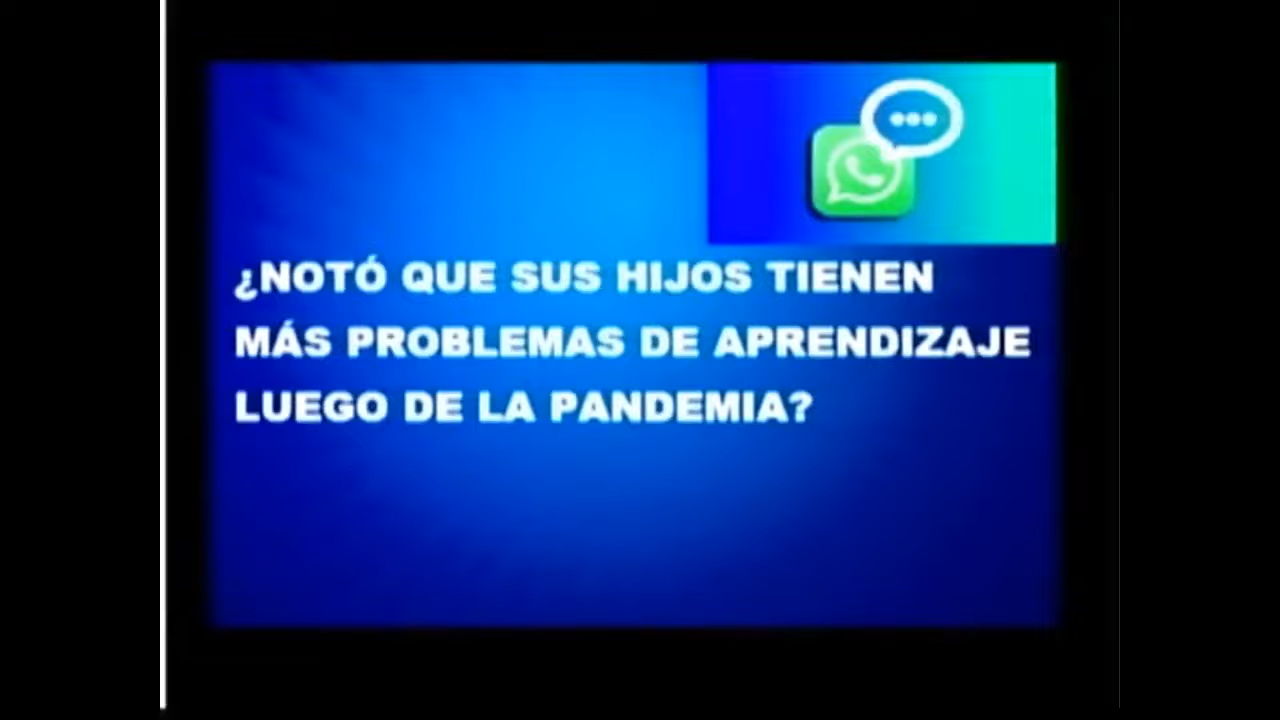 ¿NOTÓ QUE SUS HIJOS TIENEN
MÁS PROBLEMAS DE APRENDIZAJE
LUEGO DE LA PANDEMIA?